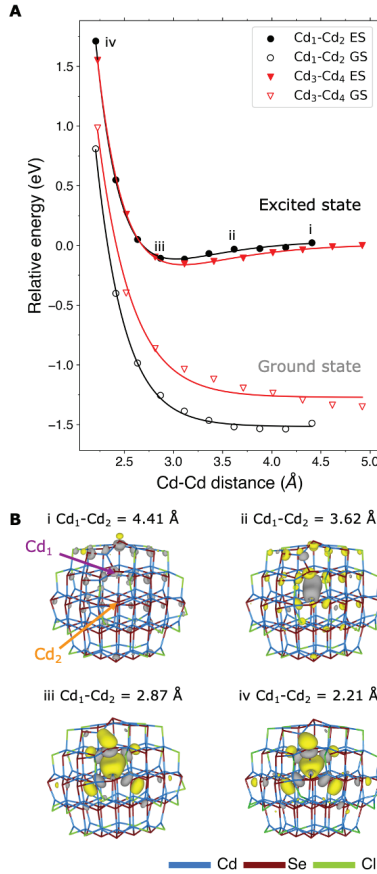 A
iv
Cd₁-Cd₂ ES
Cd₁-Cd₂ GS
Cd₃-Cd₄ ES
Cd₃-Cd₄ GS
1.5
1.0
0.5
0.0
−0.5
−1.0
−1.5
Relative energy (eV)
iii
ii
i
Excited state
Ground state
2.5 3.0 3.5 4.0 4.5 5.0
Cd-Cd distance (Å)
B
i Cd₁-Cd₂ = 4.41 Å
ii Cd₁-Cd₂ = 3.62 Å
Cd₁
Cd₂
iii Cd₁-Cd₂ = 2.87 Å
iv Cd₁-Cd₂ = 2.21 Å
Cd Se Cl